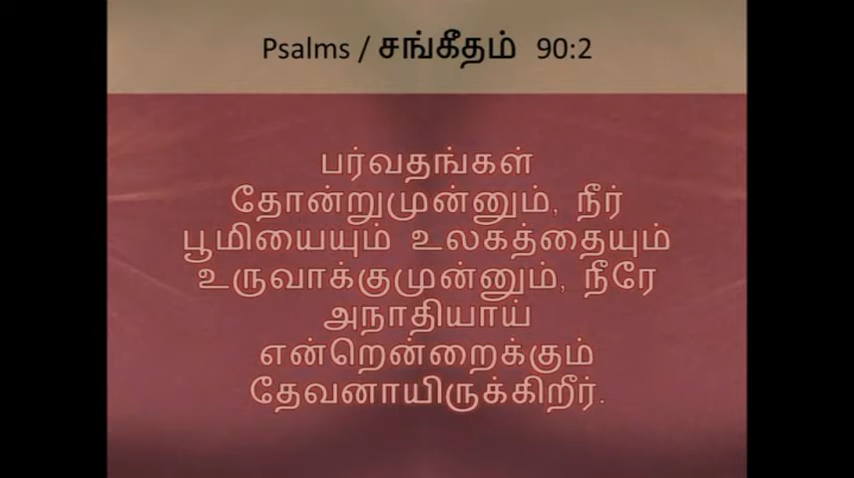 Psalms / சங்கீதம் 90:2
பர்வதங்கள்
தோன்றுமுன்னும், நீர்
பூமியையும் உலகத்தையும்
உருவாக்குமுன்னும், நீரே
அநாதியாய்
என்றென்றைக்கும்
தேவனாயிருக்கிறீர்.